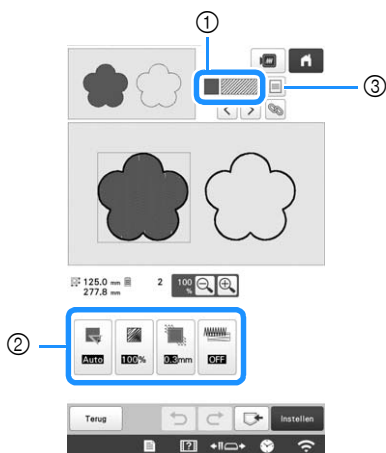 ①
③
125.0 mm 2 100 %
277.8 mm
②
Auto 100% 0.3mm OFF
Terug Instellen